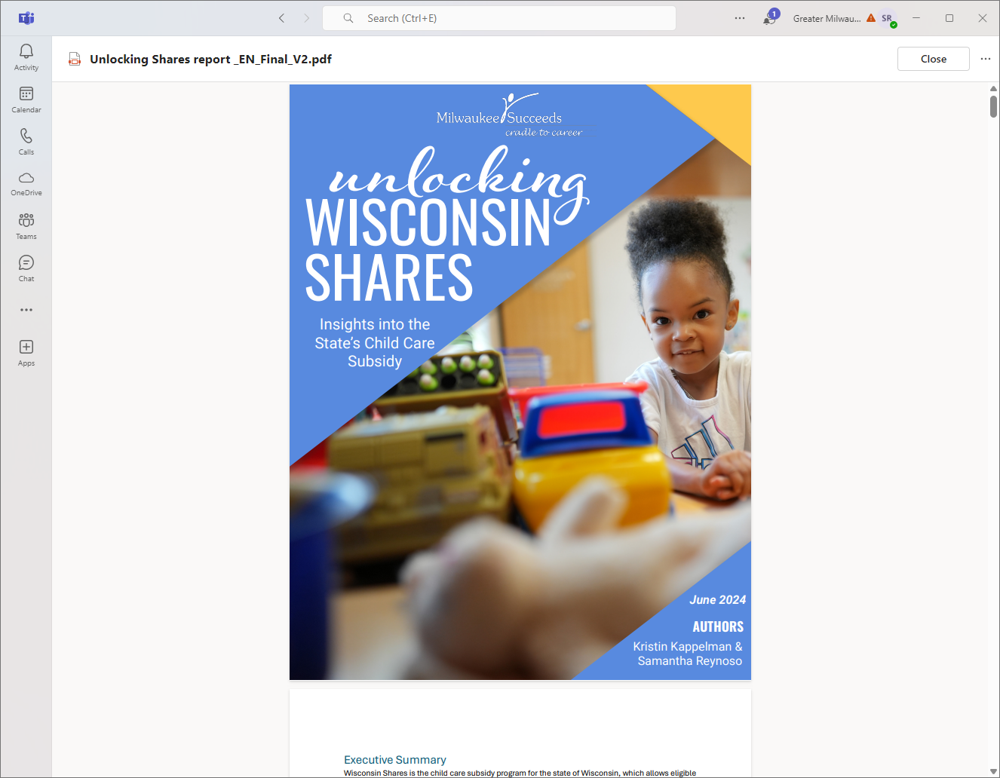 Search (Ctrl+E)
1
Greater Milwau...
SR
Activity
Calendar
Calls
OneDrive
Teams
Chat
Apps
Unlocking Shares report _EN_Final_V2.pdf
Close
Milwaukee Succeeds
cradle to career
unlocking
WISCONSIN
SHARES
Insights into the
State's Child Care
Subsidy
June 2024
AUTHORS
Kristin Kappelman &
Samantha Reynoso
Executive Summary
Wisconsin Shares is the child care subsidy program for the state of Wisconsin, which allows eligible